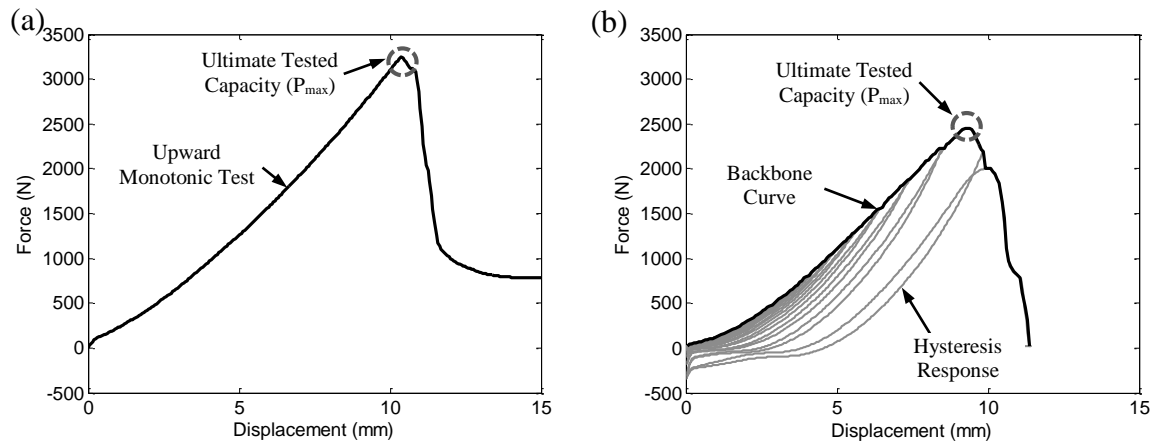 (a)
3500
3000
2500
2000
1500
1000
500
0
-500
Force (N)
Ultimate Tested
Capacity (Pmax)
Upward
Monotonic Test
0
5
10
15
Displacement (mm)
(b)
3500
3000
2500
2000
1500
1000
500
0
-500
Force (N)
Ultimate Tested
Capacity (Pmax)
Backbone
Curve
Hysteresis
Response
0
5
10
15
Displacement (mm)